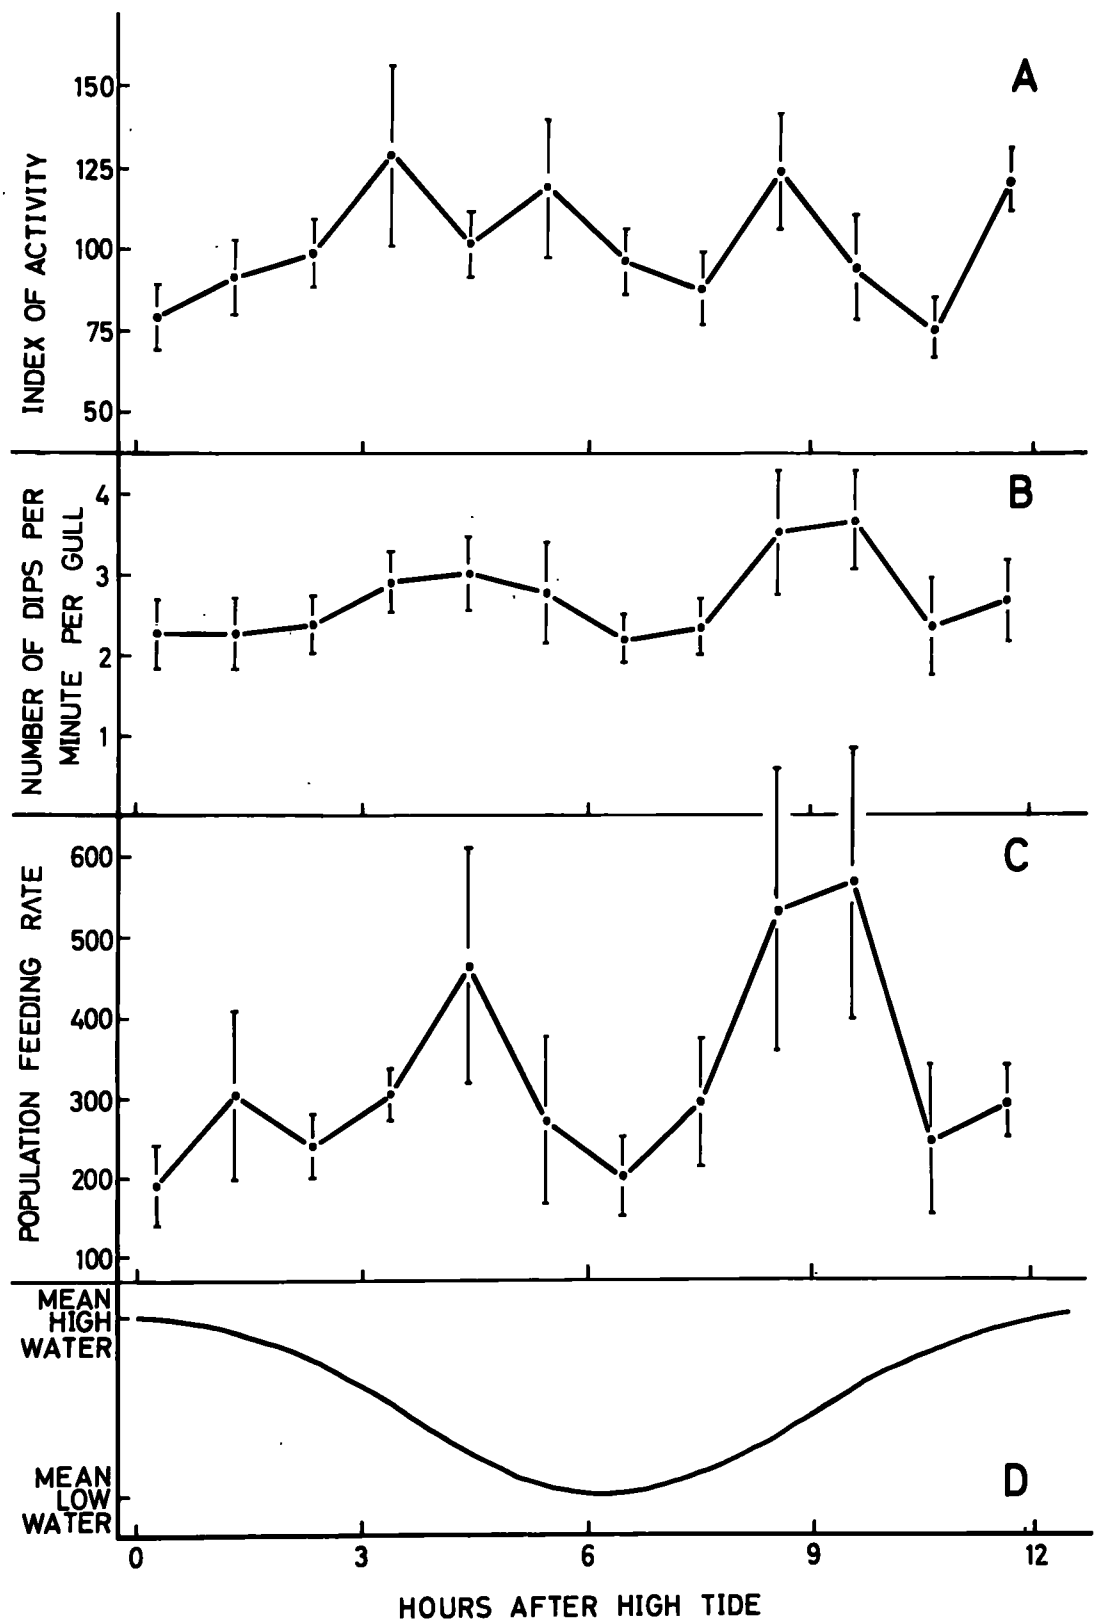 A
150
125
100
75
50
INDEX OF ACTIVITY
B
4
3
2
1
NUMBER OF DIPS PER
MINUTE PER GULL
C
600
500
400
300
200
100
POPULATION FEEDING RATE
MEAN
HIGH
WATER
MEAN
LOW
WATER
D
0 3 6 9 12
HOURS AFTER HIGH TIDE